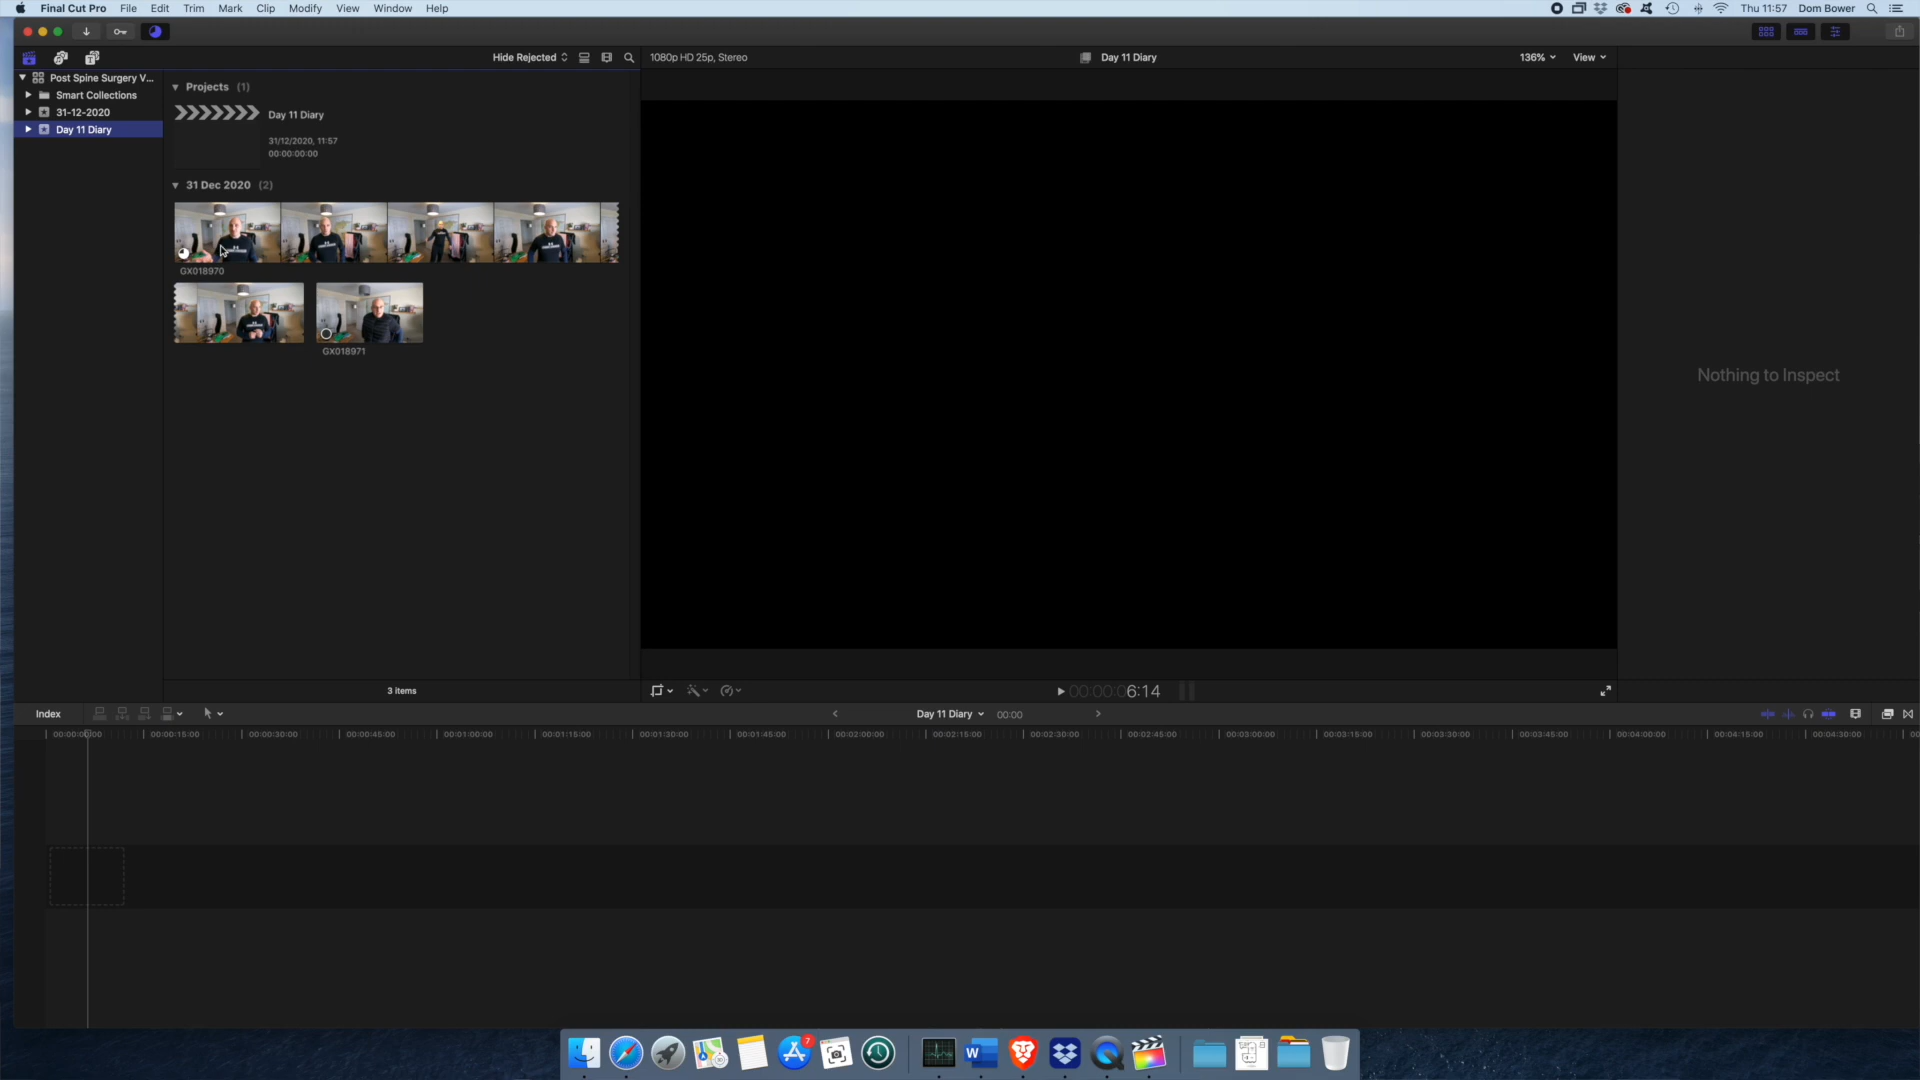 Final Cut Pro File Edit Trim Mark Clip Modify View Window Help Thu 11:57 Dom Bower
Hide Rejected 1080p HD 25p, Stereo Day 11 Diary 136% View
Post Spine Surgery V...
Smart Collections
31-12-2020
Day 11 Diary
Projects (1)
Day 11 Diary
31/12/2020, 11:57
00:00:00:00
31 Dec 2020 (2)
GX018970
GX018971
Nothing to Inspect
3 items
00:00:06:14
Index Day 11 Diary 00:00
00:00:00:00 00:00:15:00 00:00:30:00 00:00:45:00 00:01:00:00 00:01:15:00 00:01:30:00 00:01:45:00 00:02:00:00 00:02:15:00 00:02:30:00 00:02:45:00 00:03:00:00 00:03:15:00 00:03:30:00 00:03:45:00 00:04:00:00 00:04:15:00 00:04:30:00 00
7
W